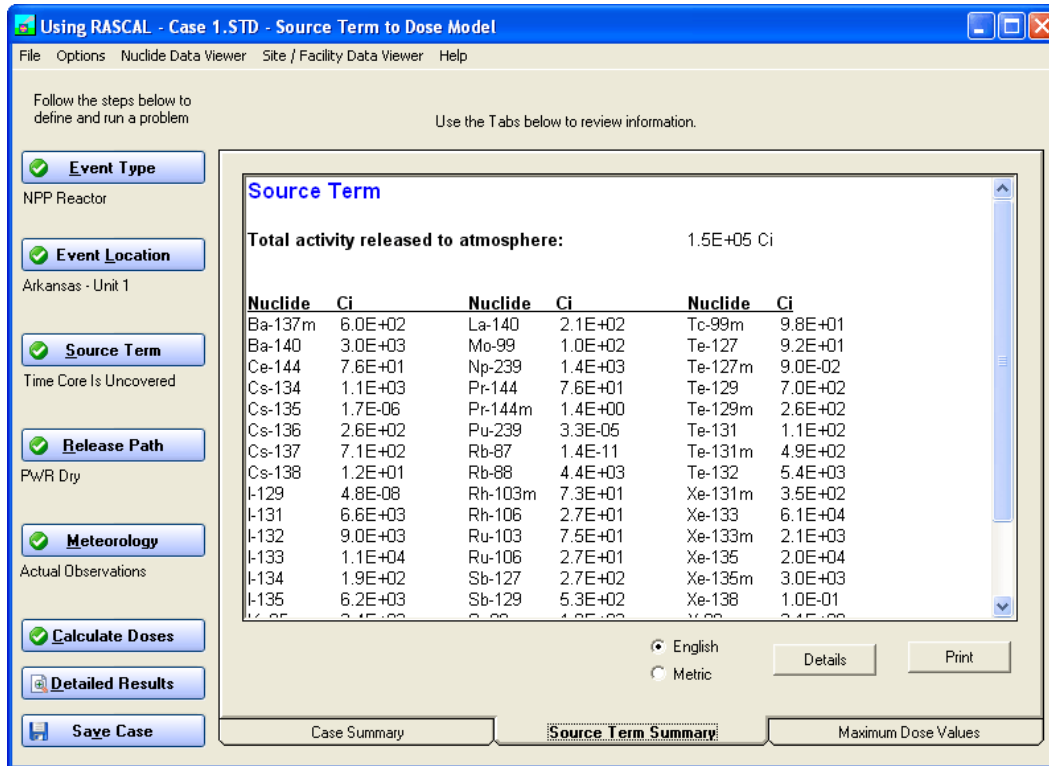 Using RASCAL - Case 1.STD - Source Term to Dose Model
File Options Nuclide Data Viewer Site / Facility Data Viewer Help
Follow the steps below to
define and run a problem
Use the Tabs below to review information.
Event Type
NPP Reactor
Event Location
Arkansas - Unit 1
Source Term
Time Core Is Uncovered
Release Path
PWR Dry
Meteorology
Actual Observations
Calculate Doses
Detailed Results
Save Case
Source Term
Total activity released to atmosphere: 1.5E+05 Ci
Nuclide Ci Nuclide Ci Nuclide Ci
Ba-137m 6.0E+02 La-140 2.1E+02 Tc-99m 9.8E+01
Ba-140 3.0E+03 Mo-99 1.0E+02 Te-127 9.2E+01
Ce-144 7.6E+01 Np-239 1.4E+03 Te-127m 9.0E-02
Cs-134 1.1E+03 Pr-144 7.6E+01 Te-129 7.0E+02
Cs-135 1.7E-06 Pr-144m 1.4E+00 Te-129m 2.6E+02
Cs-136 2.6E+02 Pu-239 3.3E-05 Te-131 1.1E+02
Cs-137 7.1E+02 Rb-87 1.4E-11 Te-131m 4.9E+02
Cs-138 1.2E+01 Rb-88 4.4E+03 Te-132 5.4E+03
I-129 4.8E-08 Rh-103m 7.3E+01 Xe-131m 3.5E+02
I-131 6.6E+03 Rh-106 2.7E+01 Xe-133 6.1E+04
I-132 9.0E+03 Ru-103 7.5E+01 Xe-133m 2.1E+03
I-133 1.1E+04 Ru-106 2.7E+01 Xe-135 2.0E+04
I-134 1.9E+02 Sb-127 2.7E+02 Xe-135m 3.0E+03
I-135 6.2E+03 Sb-129 5.3E+02 Xe-138 1.0E-01
English
Metric
Details
Print
Case Summary
Source Term Summary
Maximum Dose Values